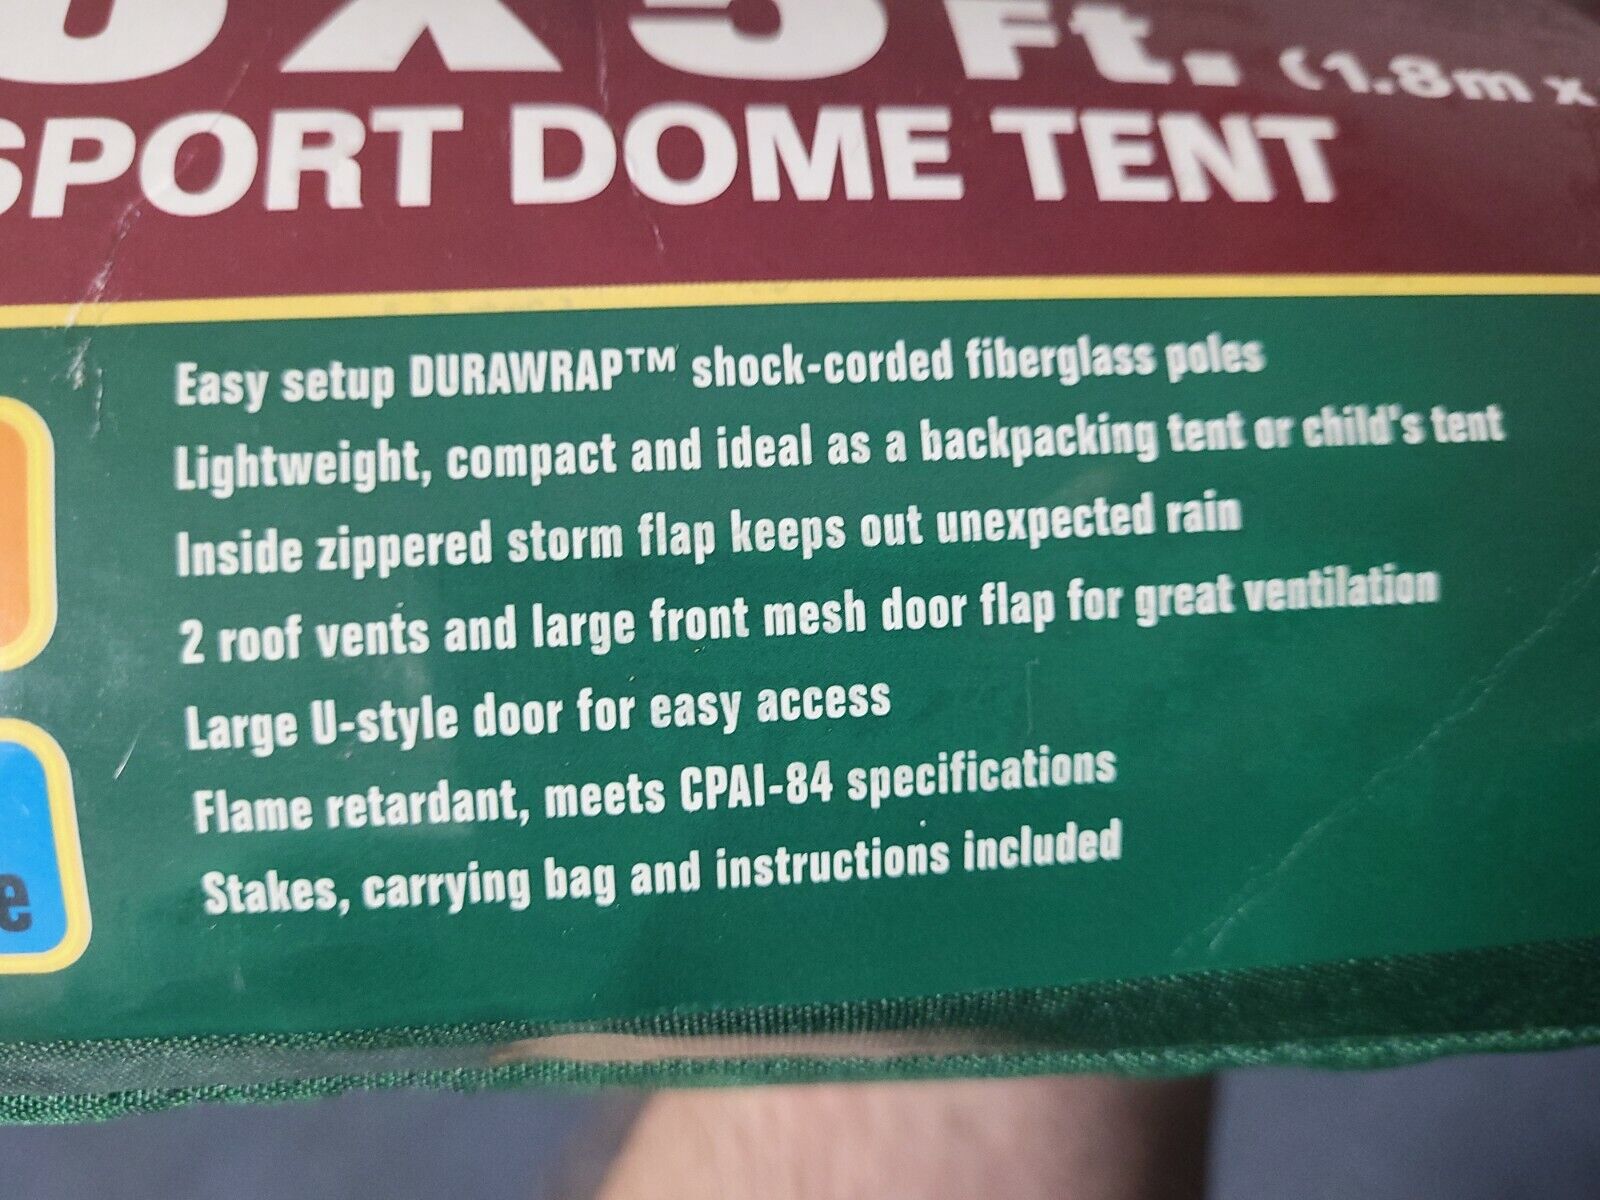 x 5 Ft. (1.8m x
SPORT DOME TENT
Easy setup DURAWRAP™ shock-corded fiberglass poles
Lightweight, compact and ideal as a backpacking tent or child's tent
Inside zippered storm flap keeps out unexpected rain
2 roof vents and large front mesh door flap for great ventilation
Large U-style door for easy access
Flame retardant, meets CPAI-84 specifications
Stakes, carrying bag and instructions included
e